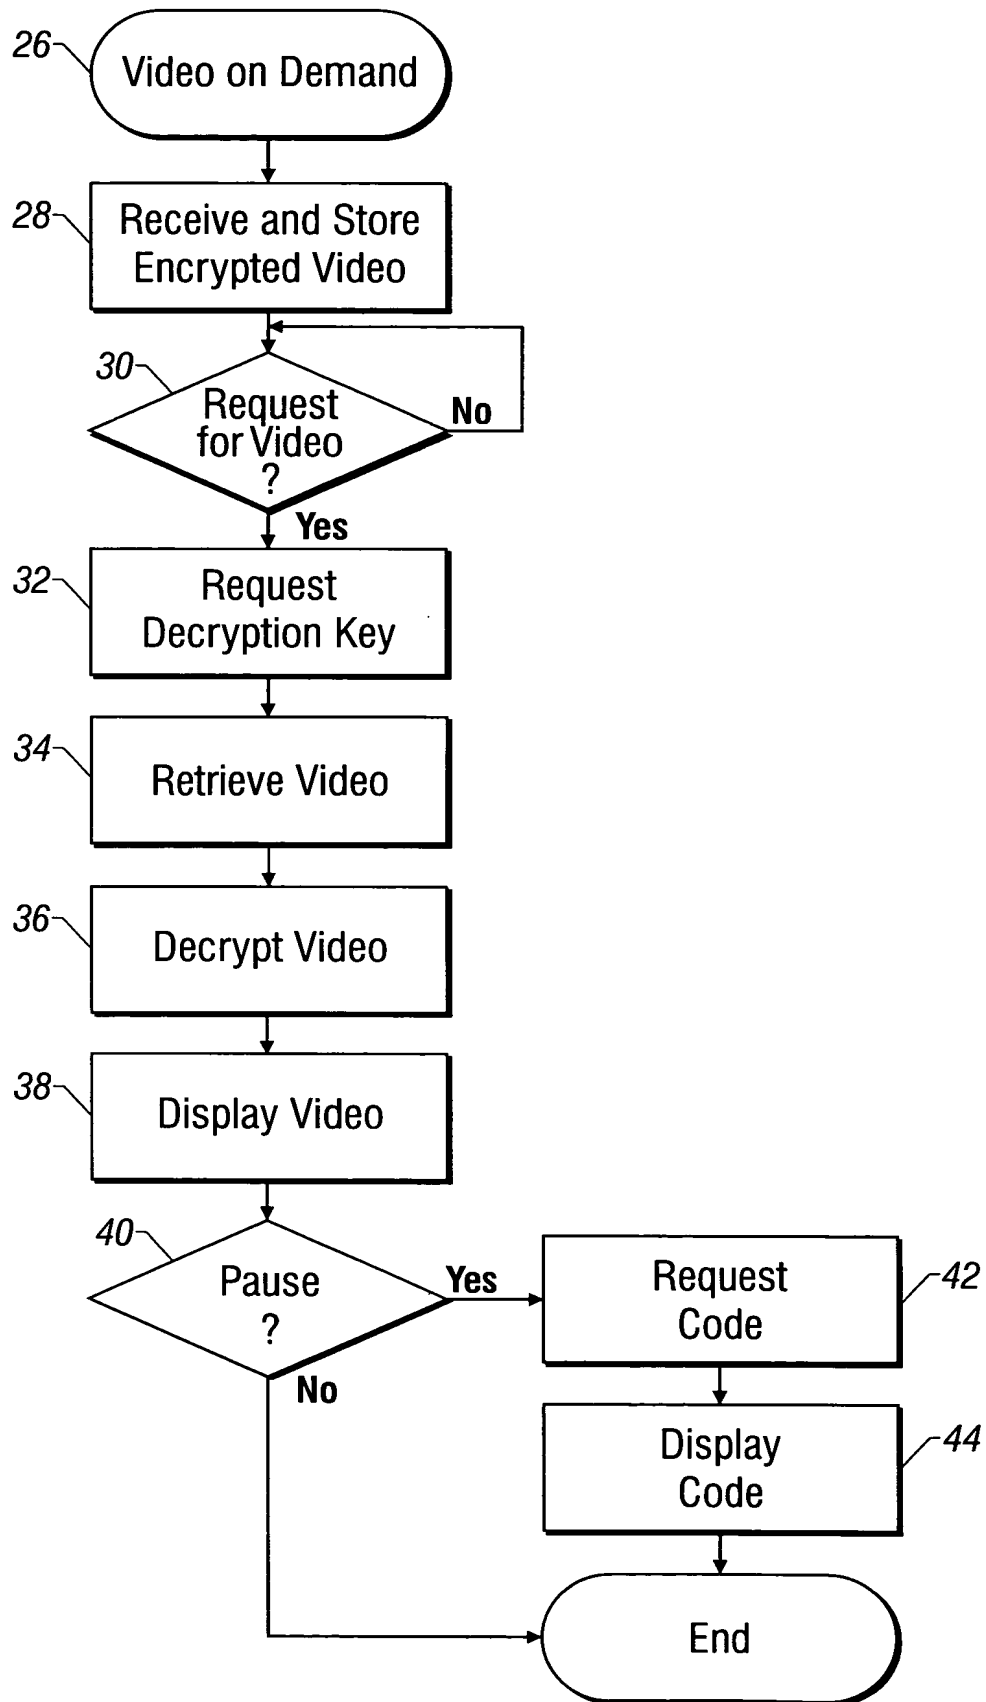 26
Video on Demand
28
Receive and Store
Encrypted Video
30
Request
for Video
?
No
Yes
32
Request
Decryption Key
34
Retrieve Video
36
Decrypt Video
38
Display Video
40
Pause
?
Yes
No
Request
Code
42
Display
Code
44
End